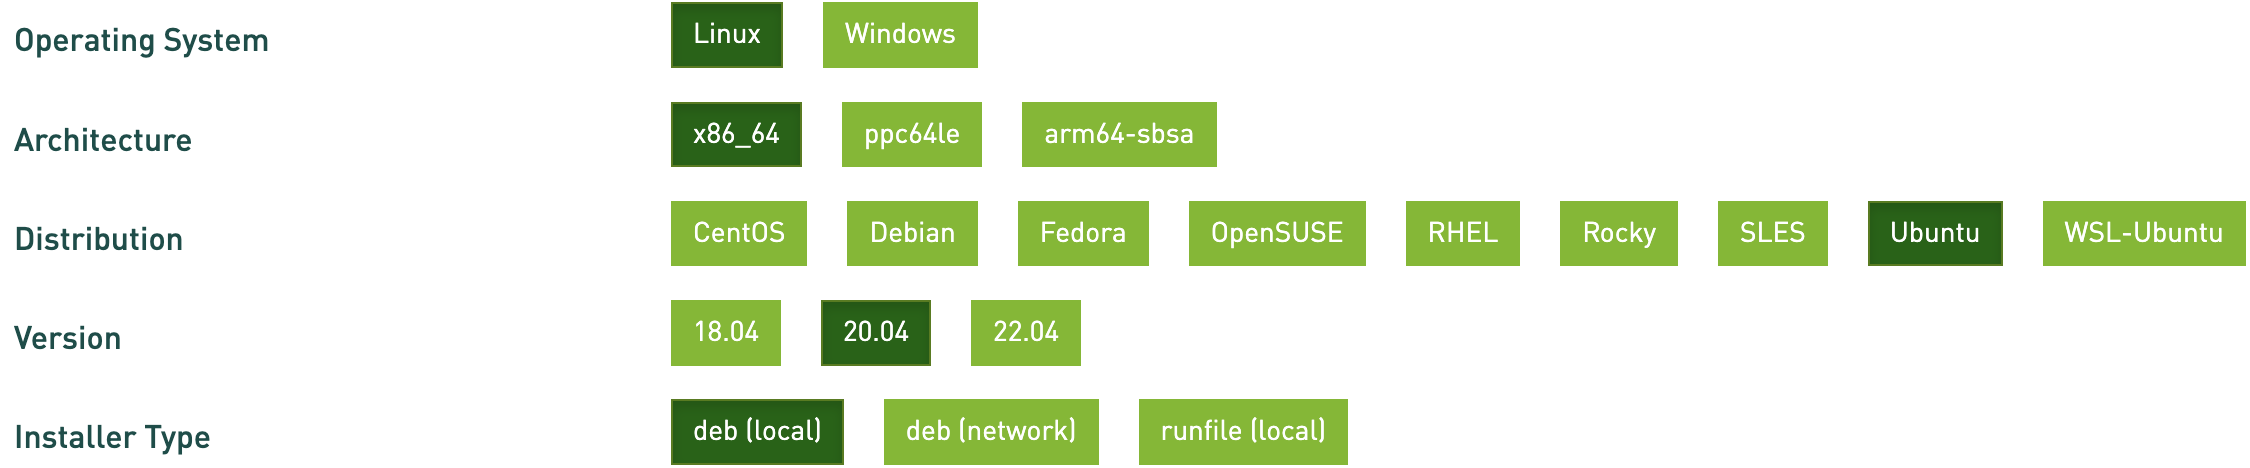 Operating System Linux Windows
Architecture x86_64 ppc64le arm64-sbsa
Distribution CentOS Debian Fedora OpenSUSE RHEL Rocky SLES Ubuntu WSL-Ubuntu
Version 18.04 20.04 22.04
Installer Type deb (local) deb (network) runfile (local)